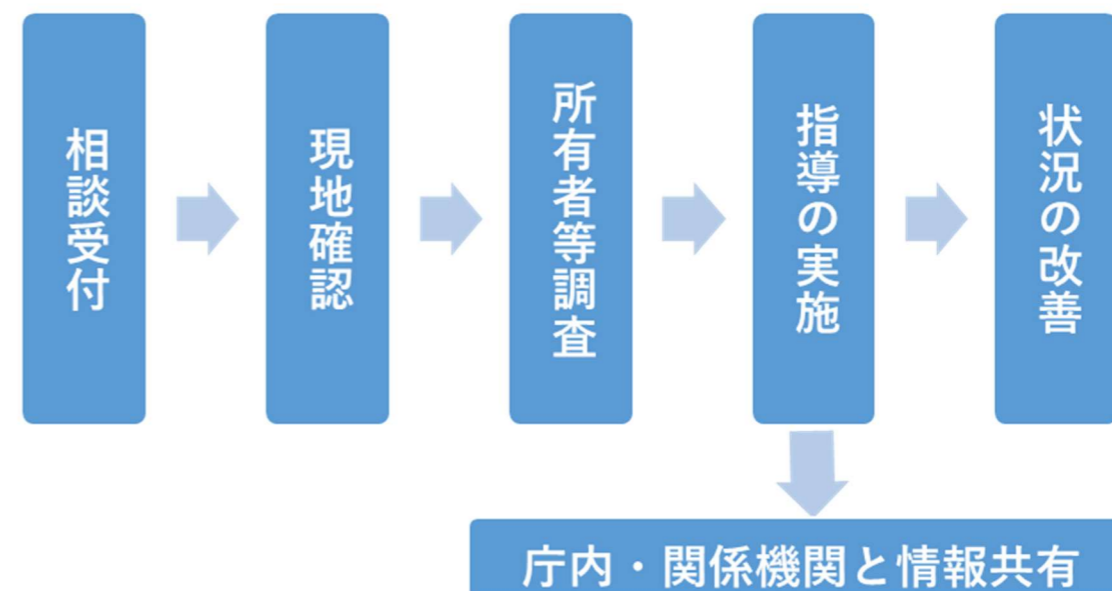 相談受付
現地確認
所有者等調査
指導の実施
状況の改善
庁内・関係機関と情報共有